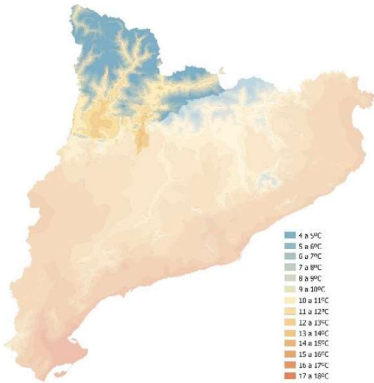 4 a 5ºC
5 a 6ºC
6 a 7ºC
7 a 8ºC
8 a 9ºC
9 a 10ºC
10 a 11ºC
11 a 12ºC
12 a 13ºC
13 a 14ºC
14 a 15ºC
15 a 16ºC
16 a 17ºC
17 a 18ºC